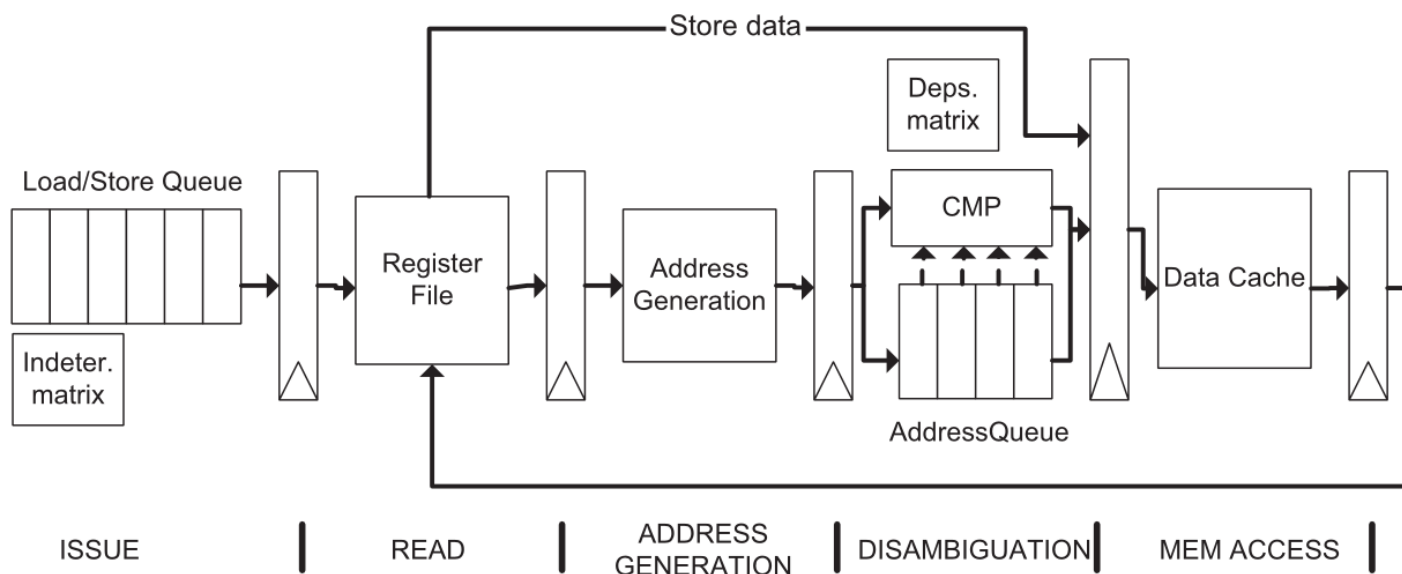 Store data
Deps.
matrix
Load/Store Queue
CMP
Register
File
Address
Generation
Data Cache
Indeter.
matrix
AddressQueue
ISSUE
READ
ADDRESS
GENERATION
DISAMBIGUATION
MEM ACCESS